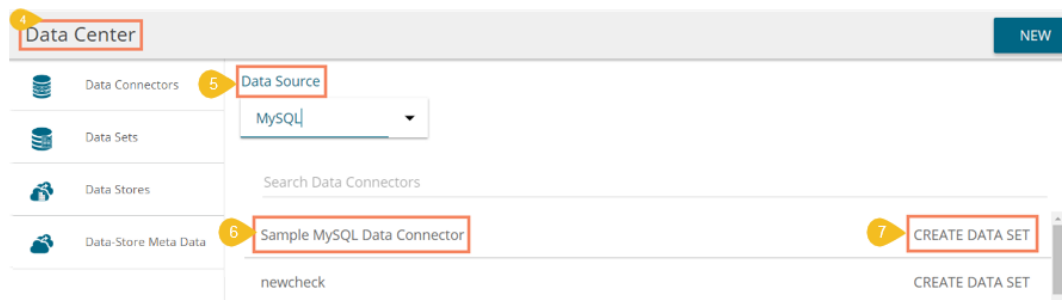 4
Data Center
NEW
Data Connectors
5
Data Source
MySQL
Data Sets
Search Data Connectors
Data Stores
6
Sample MySQL Data Connector
7
CREATE DATA SET
Data-Store Meta Data
newcheck
CREATE DATA SET